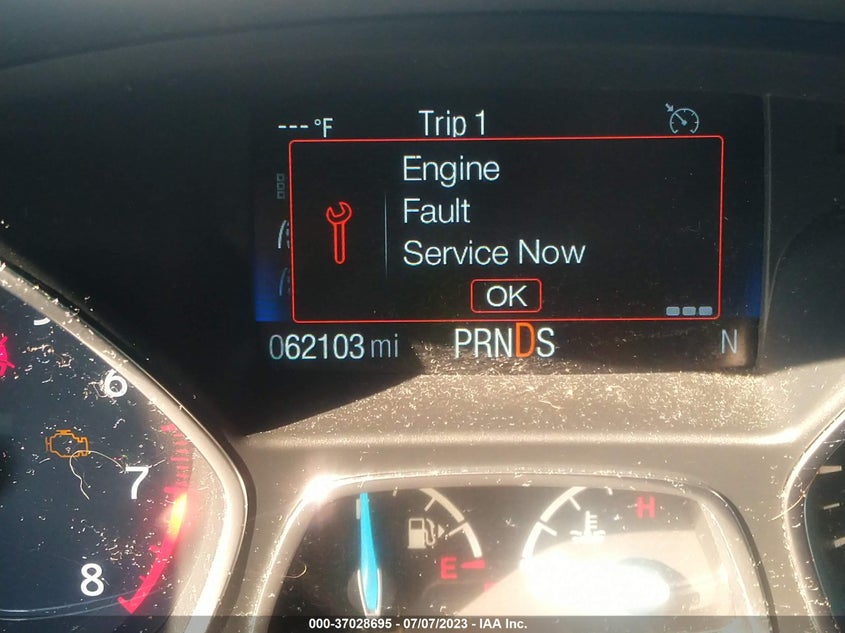 --- °F Trip 1
Engine
Fault
Service Now
OK
062103 mi PRNDS N
6
7
8
E
H
000-37028695 - 07/07/2023 - IAA Inc.